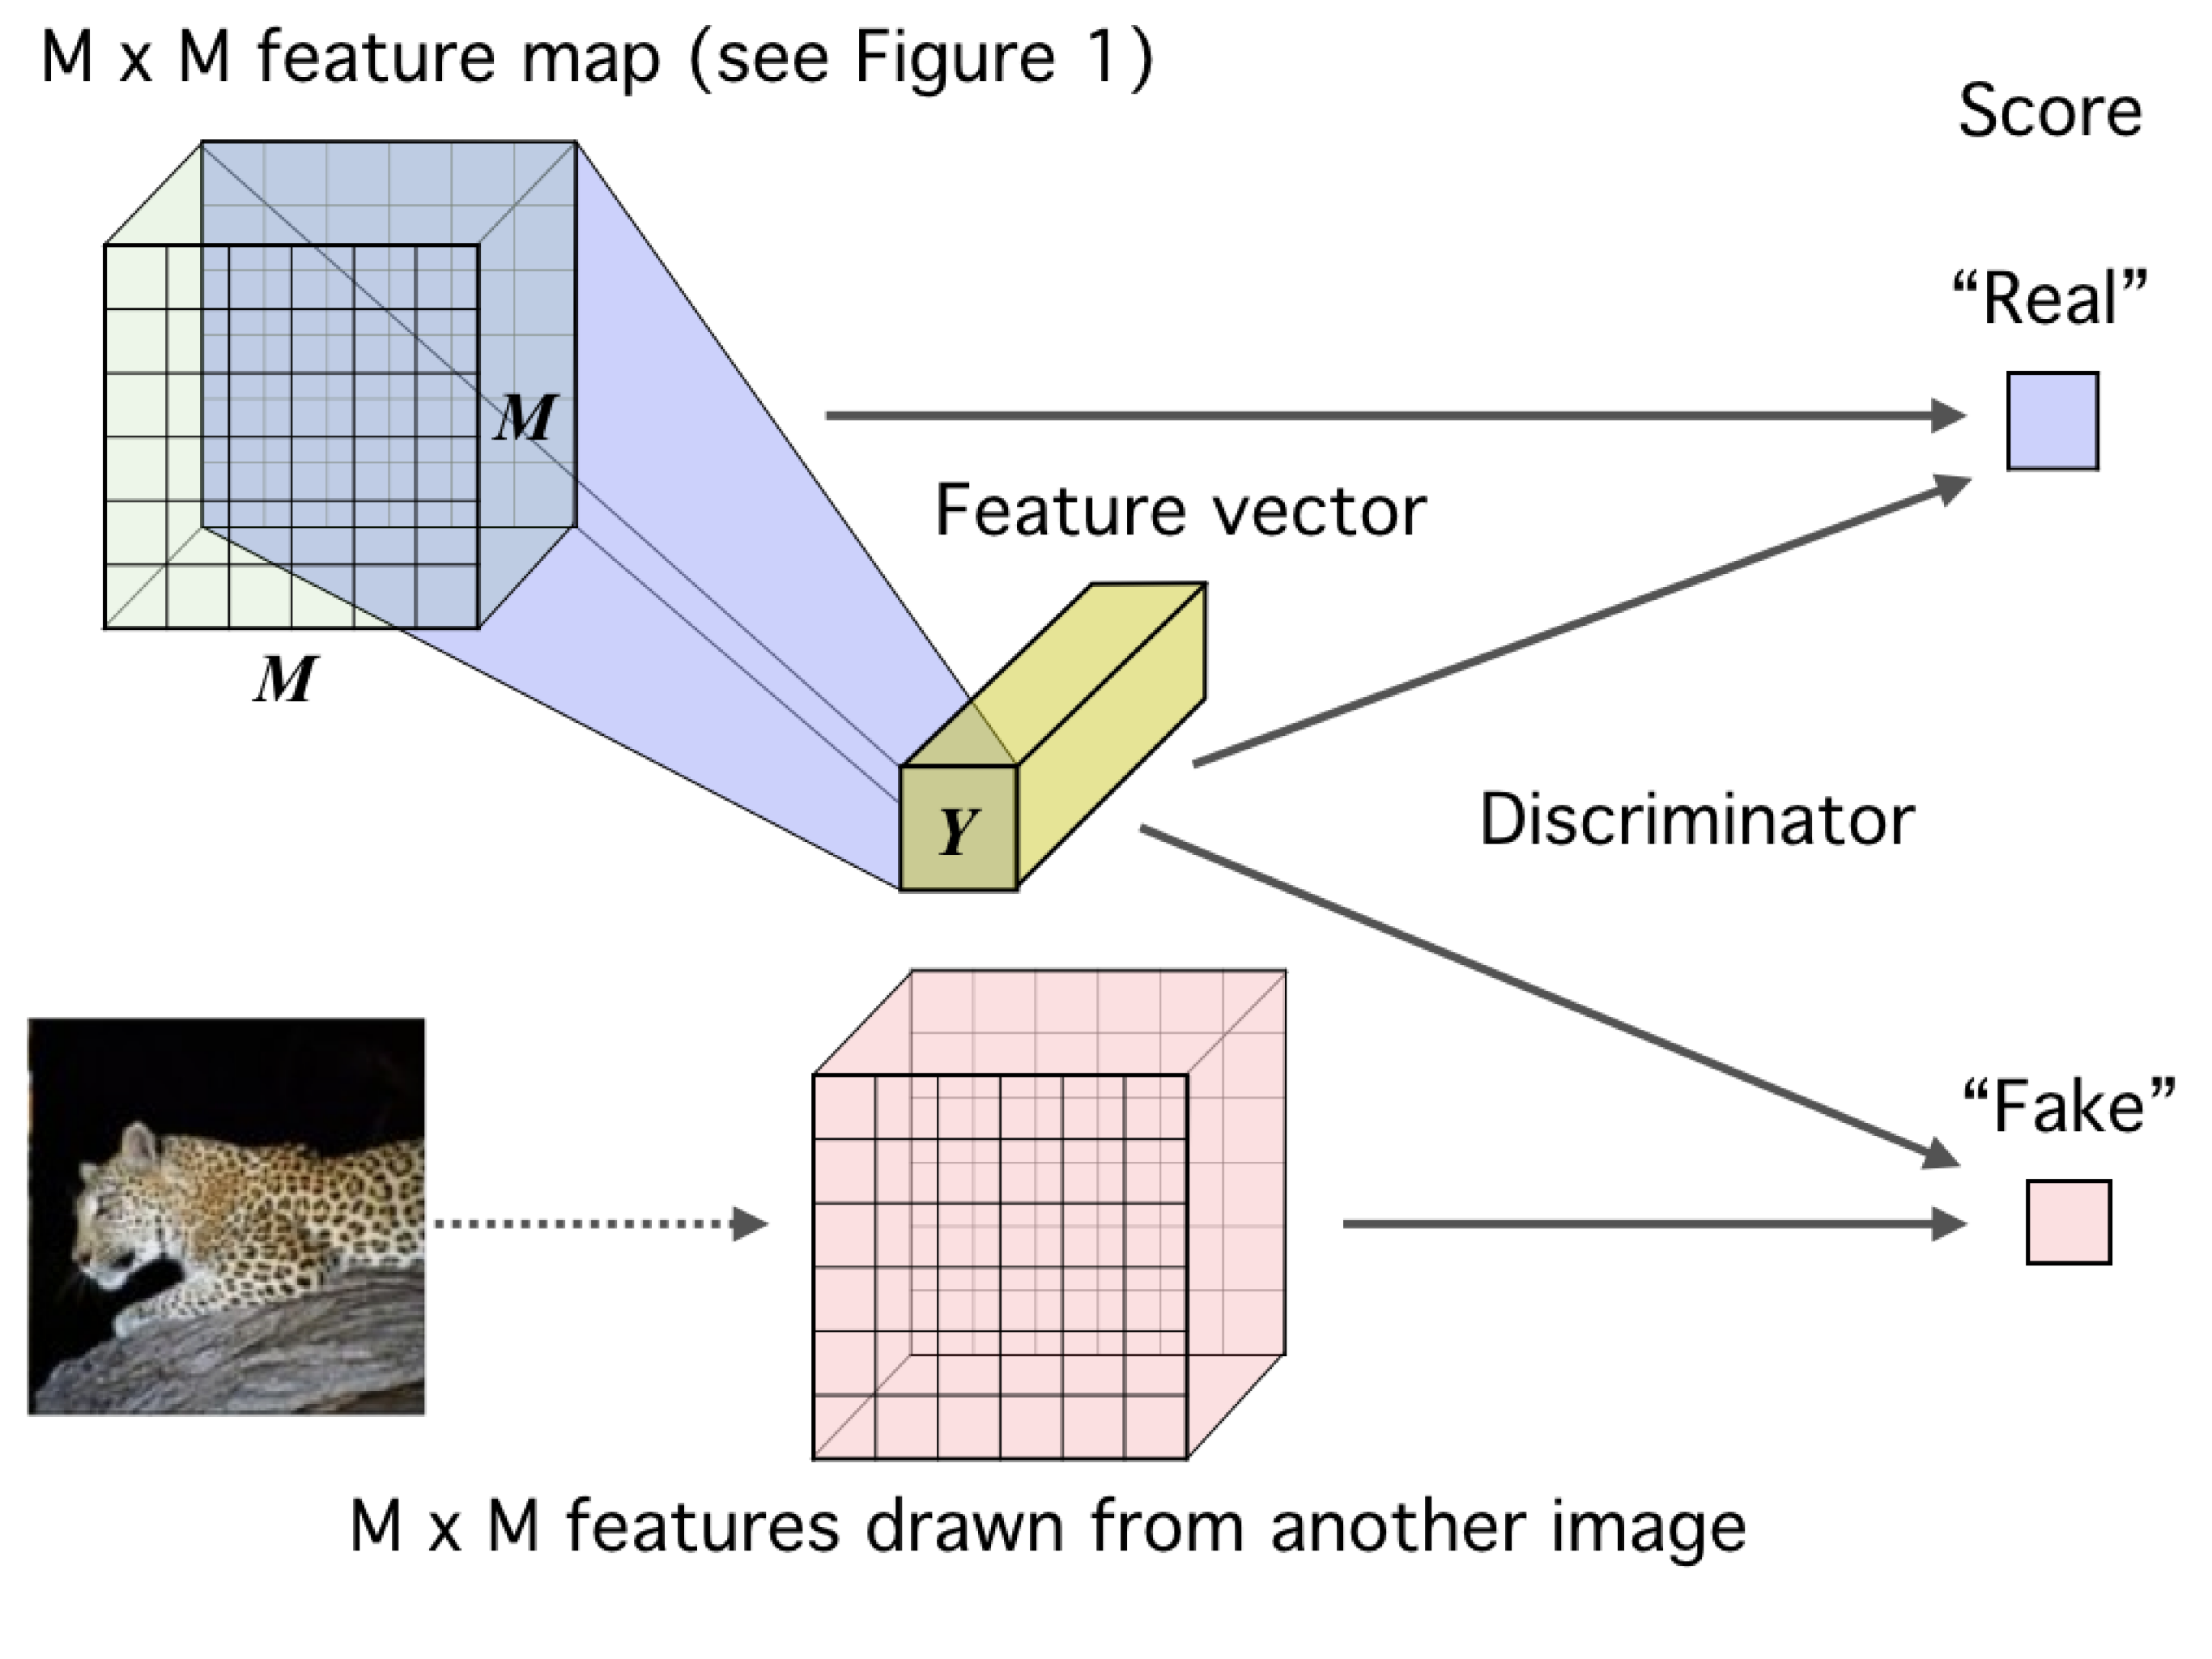 M x M feature map (see Figure 1)
Score
“Real”
M
Feature vector
M
Y
Discriminator
“Fake”
M x M features drawn from another image